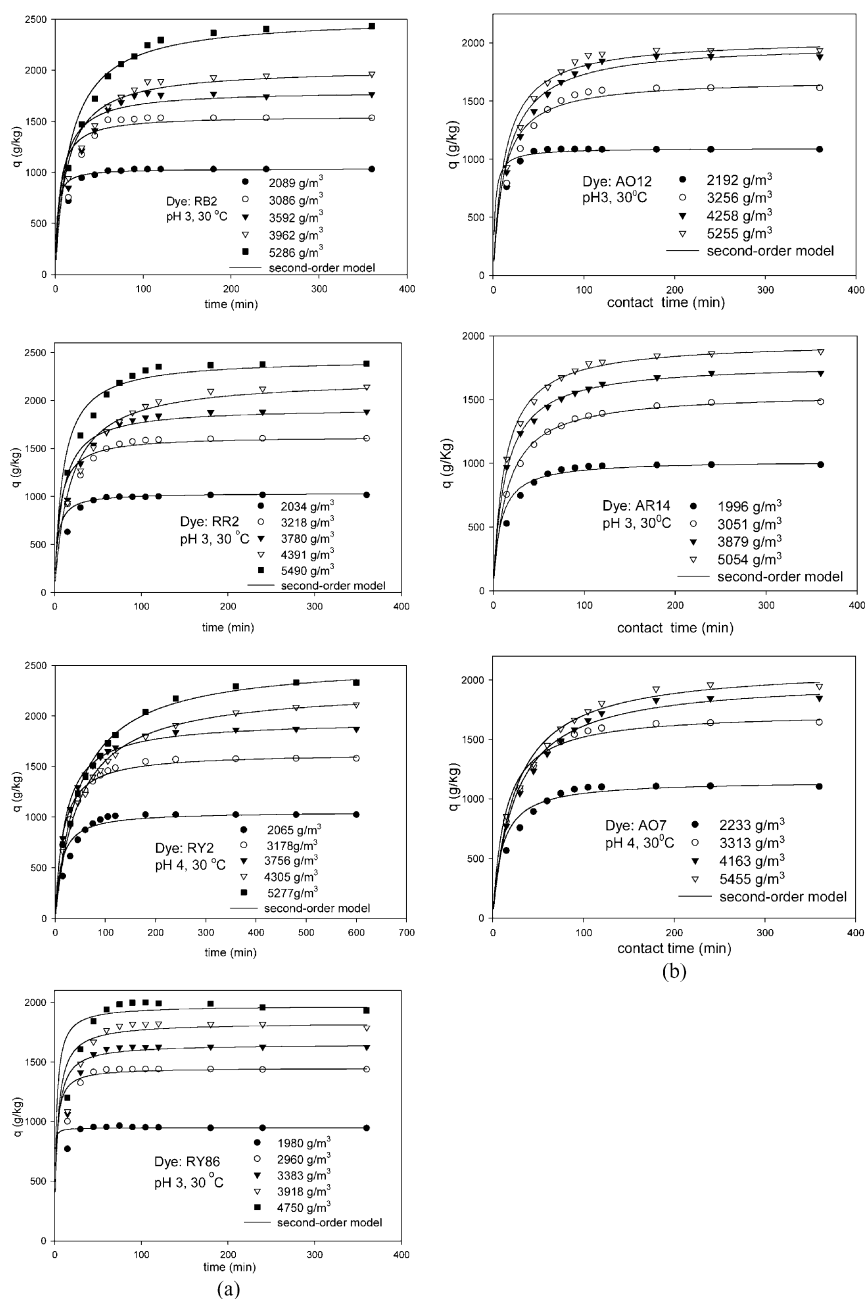 2500
2000
1500
1000
500
0
q (g/kg)
Dye: RB2
pH 3, 30 °C
2089 g/m³
3086 g/m³
3592 g/m³
3962 g/m³
5286 g/m³
second-order model
0 100 200 300 400
time (min)
2000
1500
1000
500
0
q (g/Kg)
Dye: AO12
pH3, 30⁰C
2192 g/m³
3256 g/m³
4258 g/m³
5255 g/m³
second-order model
0 100 200 300 400
contact time (min)
2500
2000
1500
1000
500
0
q (g/kg)
Dye: RR2
pH 3, 30 °C
2034 g/m³
3218 g/m³
3780 g/m³
4391 g/m³
5490 g/m³
second-order model
0 100 200 300 400
time (min)
2000
1500
1000
500
0
q (g/Kg)
Dye: AR14
pH 3, 30⁰C
1996 g/m³
3051 g/m³
3879 g/m³
5054 g/m³
second-order model
0 100 200 300 400
contact time (min)
2500
2000
1500
1000
500
0
q (g/kg)
Dye: RY2
pH 4, 30 °C
2065 g/m³
3178g/m³
3756 g/m³
4305 g/m³
5277g/m³
second-order model
0 100 200 300 400 500 600 700
time (min)
2000
1500
1000
500
0
q (g/Kg)
Dye: AO7
pH 4, 30⁰C
2233 g/m³
3313 g/m³
4163 g/m³
5455 g/m³
second-order model
0 100 200 300 400
contact time (min)
(b)
2000
1500
1000
500
0
q (g/kg)
Dye: RY86
pH 3, 30 °C
1980 g/m³
2960 g/m³
3383 g/m³
3918 g/m³
4750 g/m³
second-order model
0 100 200 300 400
time (min)
(a)